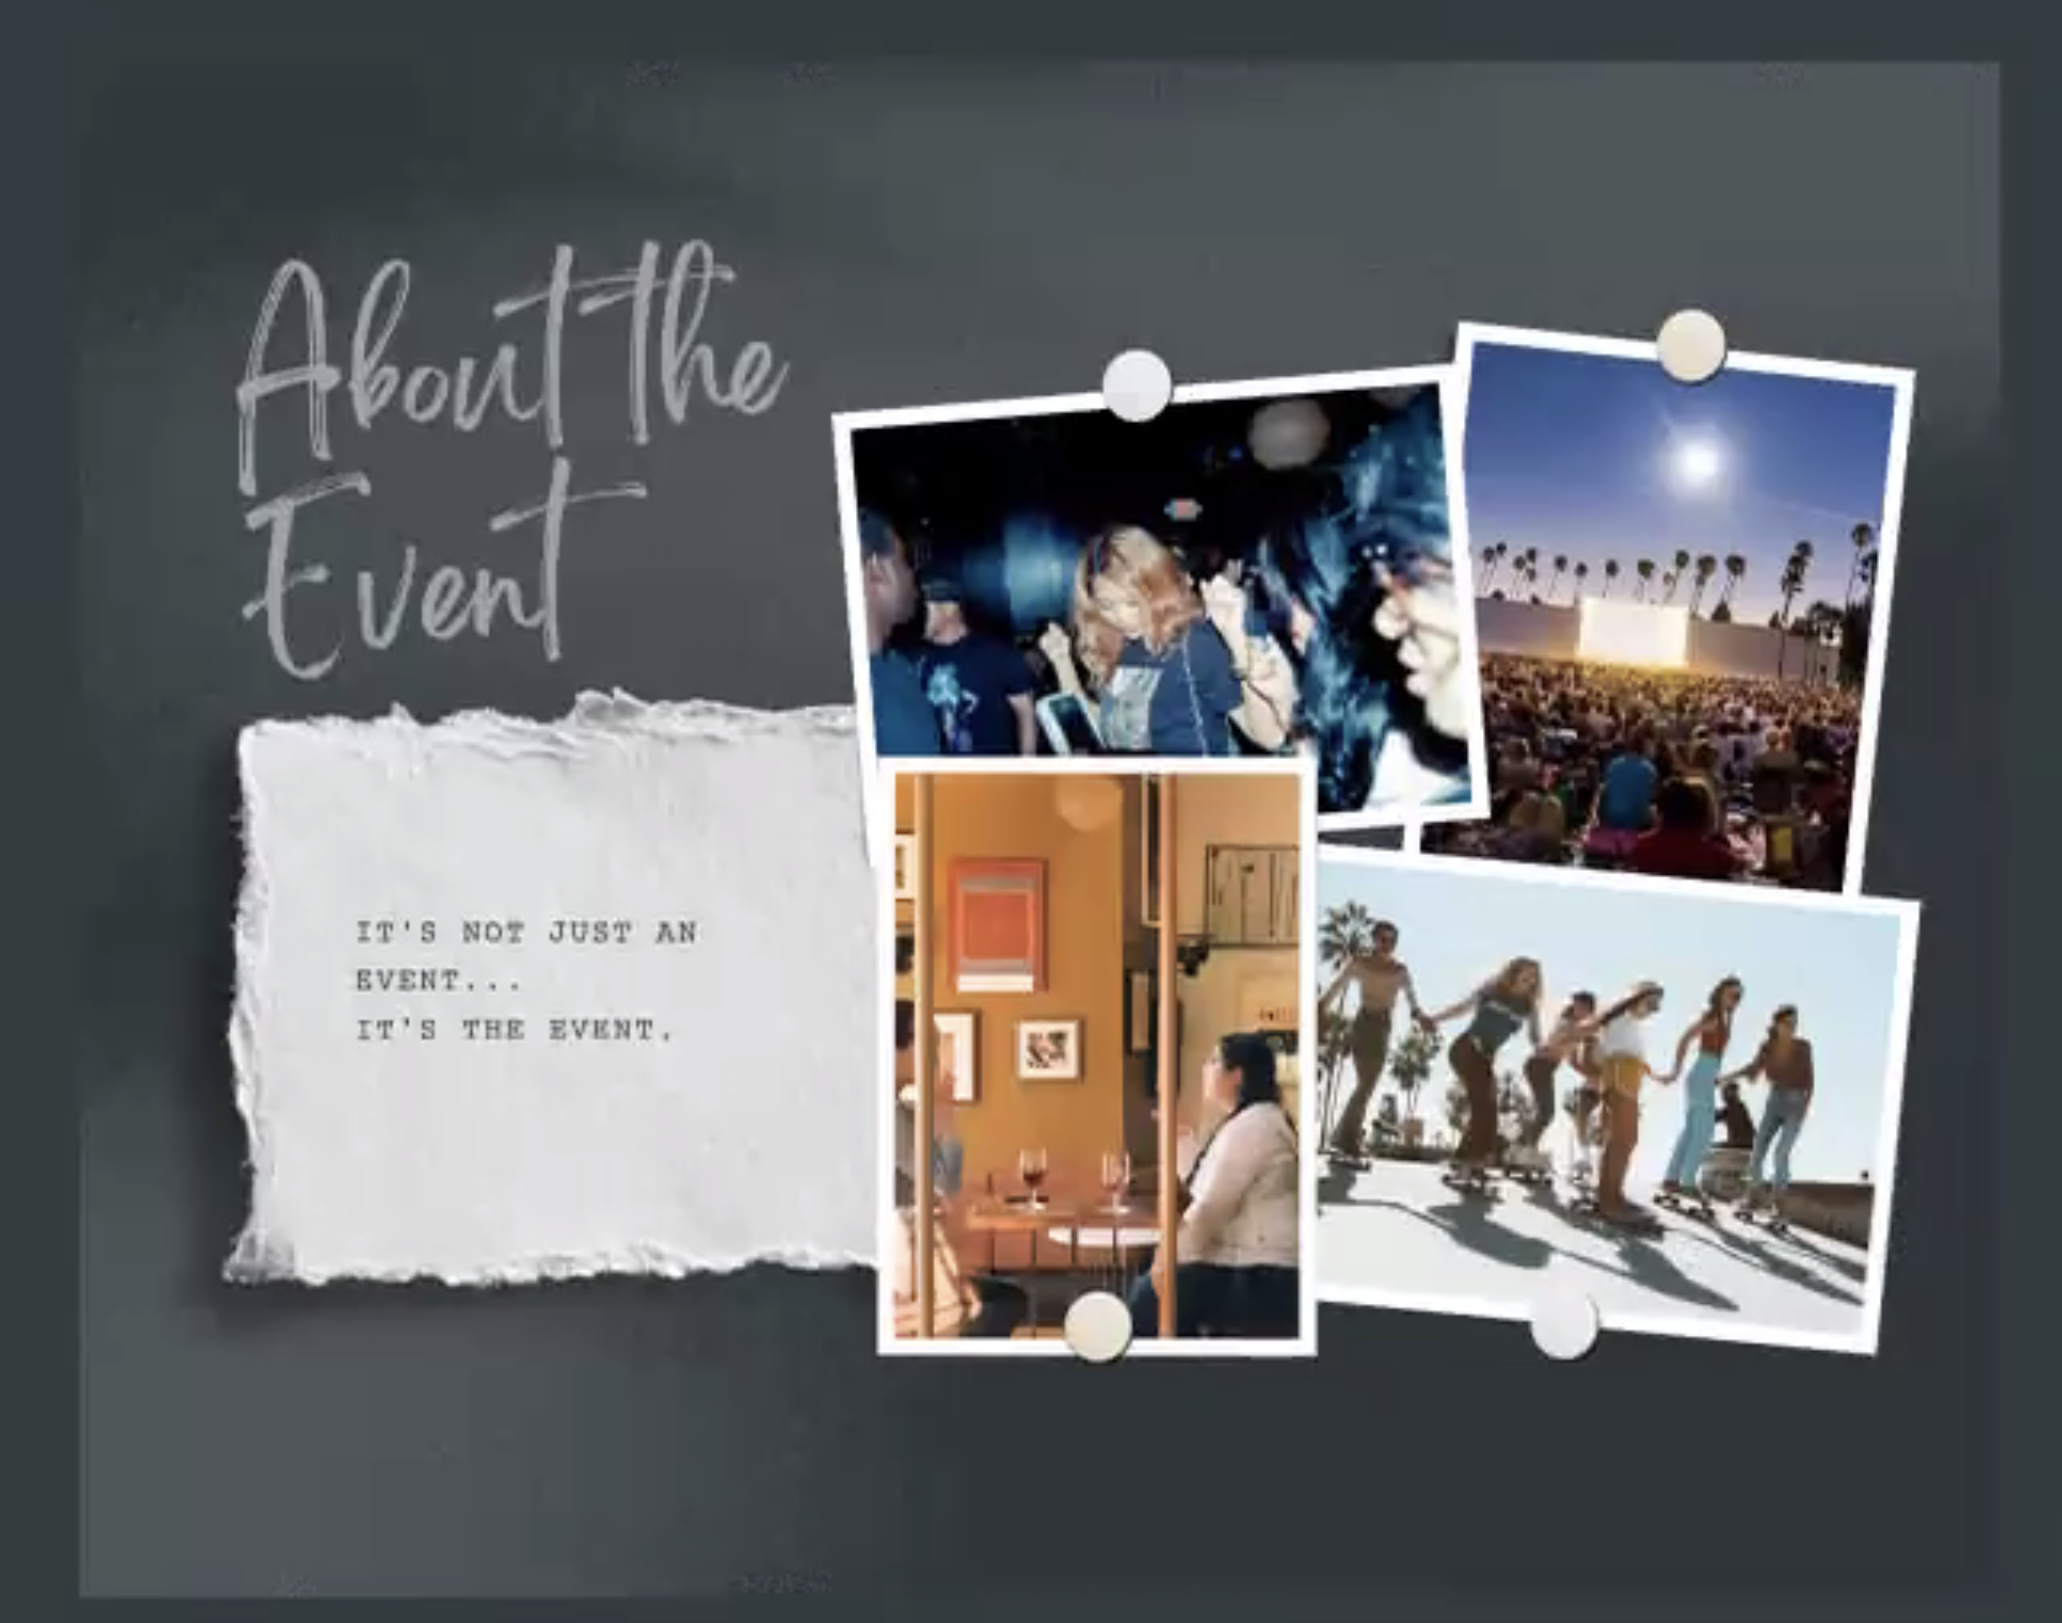 About the
Event
IT'S NOT JUST AN
EVENT...
IT'S THE EVENT.